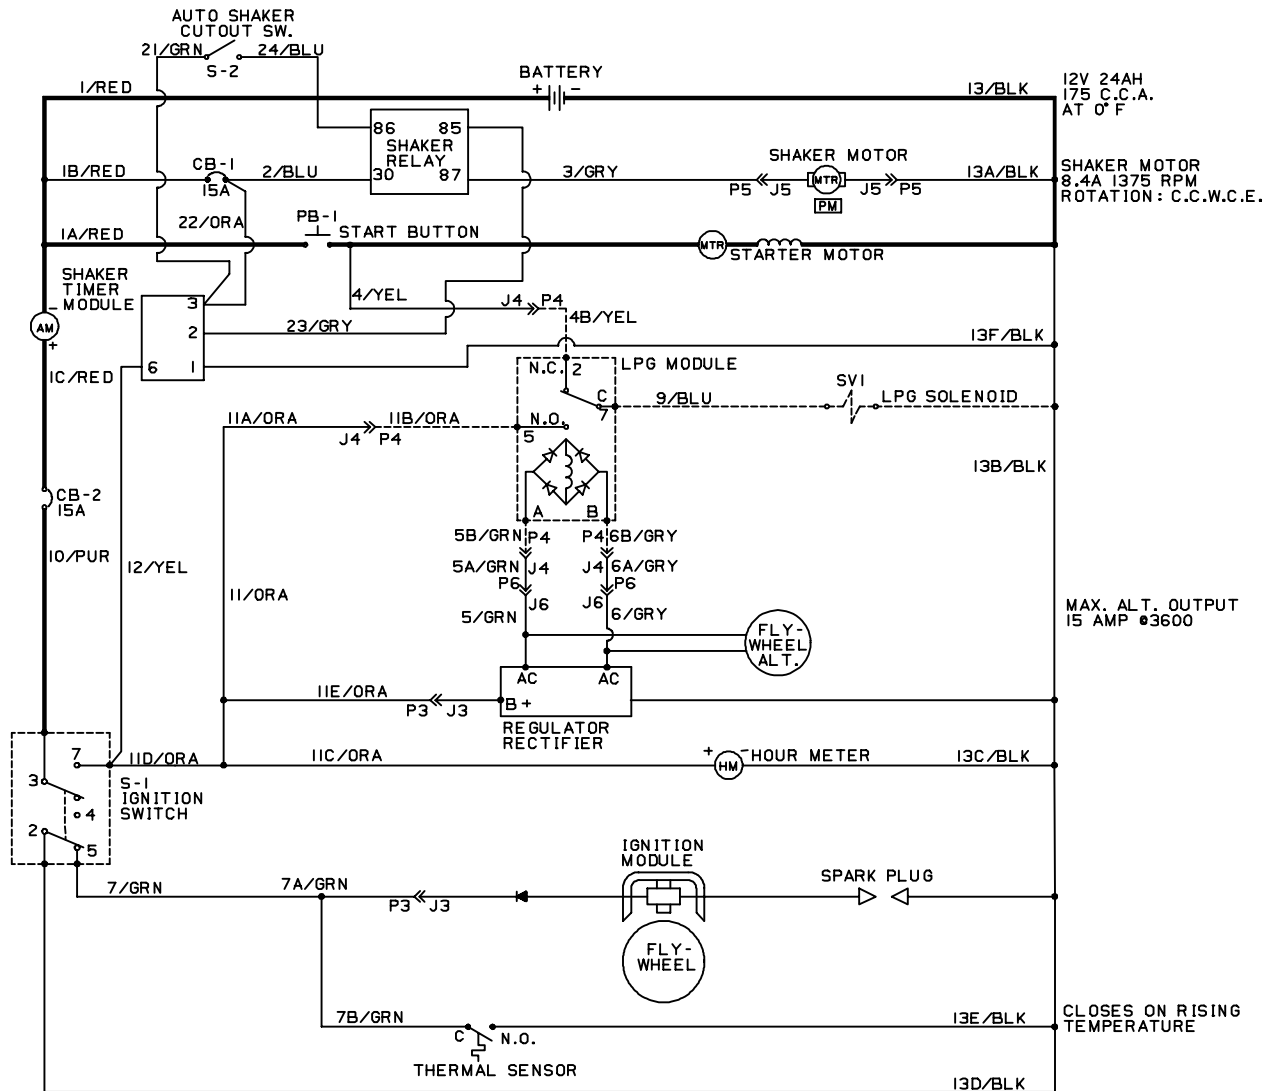 AUTO SHAKER
CUTOUT SW.
21/GRN
24/BLU
S-2
1/RED
BATTERY
+ -
13/BLK
12V 24AH
175 C.C.A.
AT 0°F
86 85
SHAKER
RELAY
30 87
CB-1
15A
1B/RED
2/BLU
3/GRY
SHAKER MOTOR
P5 J5
MTR
PM
J5 P5
13A/BLK
SHAKER MOTOR
8.4A 1375 RPM
ROTATION: C.C.W.C.E.
22/ORA
PB-1
START BUTTON
1A/RED
MTR
STARTER MOTOR
SHAKER
TIMER
MODULE
3
2
6 1
-
AM
+
4/YEL
J4 P4
4B/YEL
23/GRY
13F/BLK
1C/RED
N.C. 2
LPG MODULE
C
7
9/BLU
SV1
LPG SOLENOID
11A/ORA
11B/ORA
J4 P4
N.O.
5
13B/BLK
CB-2
15A
A B
5B/GRN P4
P4 6B/GRY
10/PUR
12/YEL
5A/GRN J4
J4 6A/GRY
P6 P6
J6 J6
11/ORA
5/GRN
6/GRY
FLY-
WHEEL
ALT.
MAX. ALT. OUTPUT
15 AMP @3600
AC AC
B+
11E/ORA
P3 J3
REGULATOR
RECTIFIER
7
11D/ORA
11C/ORA
+ -
HM
HOUR METER
13C/BLK
3
S-1
IGNITION
SWITCH
4
2
5
7/GRN
7A/GRN
P3 J3
IGNITION
MODULE
SPARK PLUG
FLY-
WHEEL
7B/GRN
C N.O.
THERMAL SENSOR
13E/BLK
CLOSES ON RISING
TEMPERATURE
13D/BLK